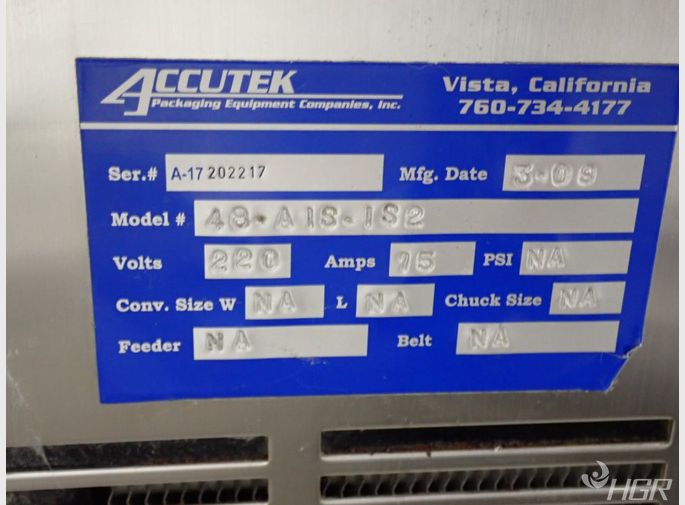 ACCUTEK
Packaging Equipment Companies, Inc.
Vista, California
760-734-4177
Ser.# A-17 202217 Mfg. Date 3-08
Model # 48-AIS-IS2
Volts 220 Amps 15 PSI NA
Conv. Size W NA L NA Chuck Size NA
Feeder NA Belt NA
HGR